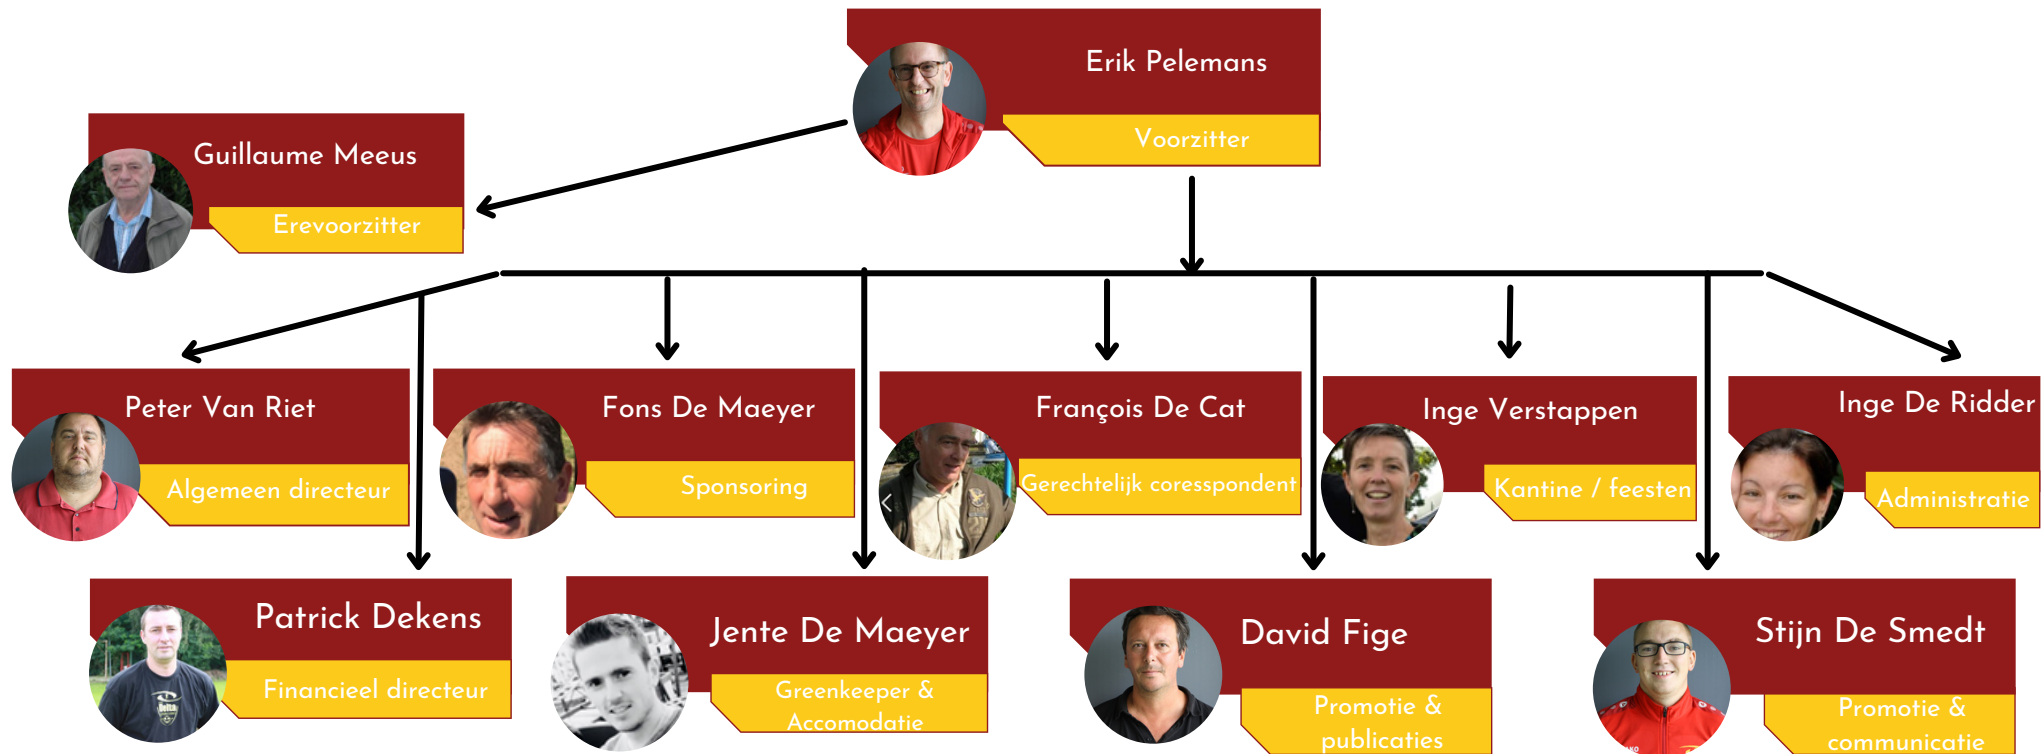 Erik Pelemans
Voorzitter
Guillaume Meeus
Erevoorzitter
Peter Van Riet
Algemeen directeur
Fons De Maeyer
Sponsoring
François De Cat
Gerechtelijk coresspondent
Inge Verstappen
Kantine / feesten
Inge De Ridder
Administratie
Patrick Dekens
Financieel directeur
Jente De Maeyer
Greenkeeper &
Accomodatie
David Fige
Promotie &
publicaties
Stijn De Smedt
Promotie &
communicatie